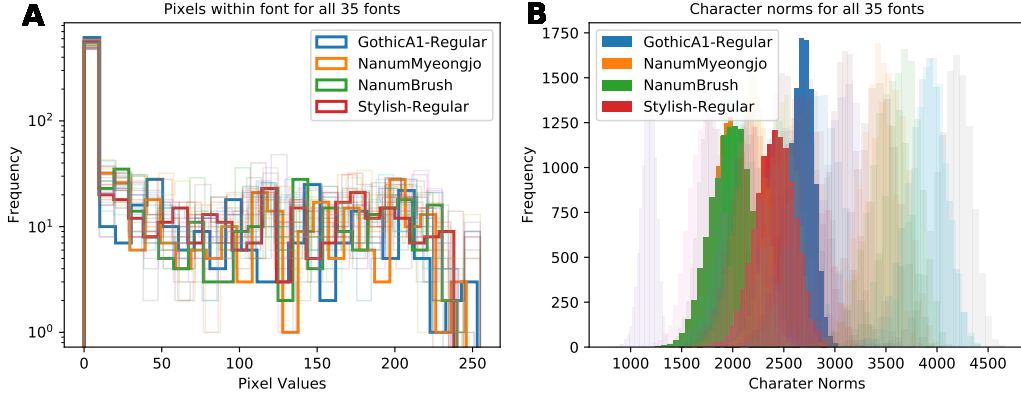 A
Pixels within font for all 35 fonts
GothicA1-Regular
NanumMyeongjo
NanumBrush
Stylish-Regular
10²
10¹
10⁰
Frequency
0 50 100 150 200 250
Pixel Values
B
Character norms for all 35 fonts
GothicA1-Regular
NanumMyeongjo
NanumBrush
Stylish-Regular
1750
1500
1250
1000
750
500
250
0
Frequency
1000 1500 2000 2500 3000 3500 4000 4500
Charater Norms